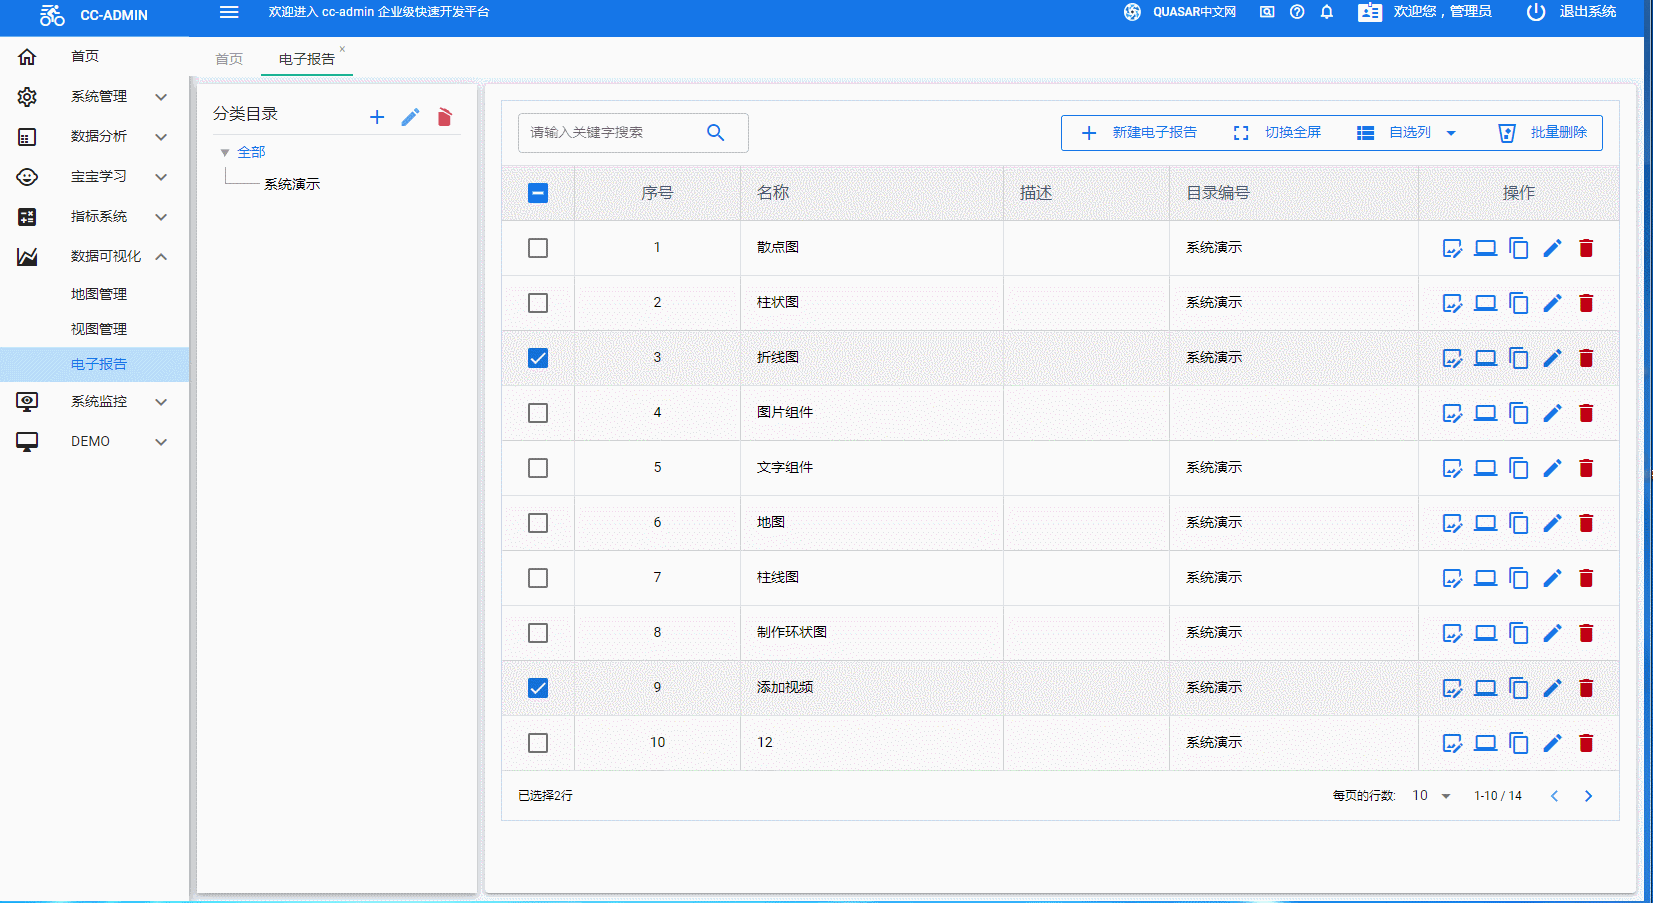 CC-ADMIN
欢迎进入 cc-admin 企业级快速开发平台
QUASAR中文网
欢迎您，管理员
退出系统
首页
系统管理
数据分析
宝宝学习
指标系统
数据可视化
地图管理
视图管理
电子报告
系统监控
DEMO
首页
电子报告 ×
分类目录
全部
系统演示
请输入关键字搜索
新建电子报告
切换全屏
自选列
批量删除
序号 名称 描述 目录编号 操作
1 散点图 系统演示
2 柱状图 系统演示
3 折线图 系统演示
4 图片组件
5 文字组件 系统演示
6 地图 系统演示
7 柱线图 系统演示
8 制作环状图 系统演示
9 添加视频 系统演示
10 12 系统演示
已选择2行
每页的行数: 10 1-10 / 14